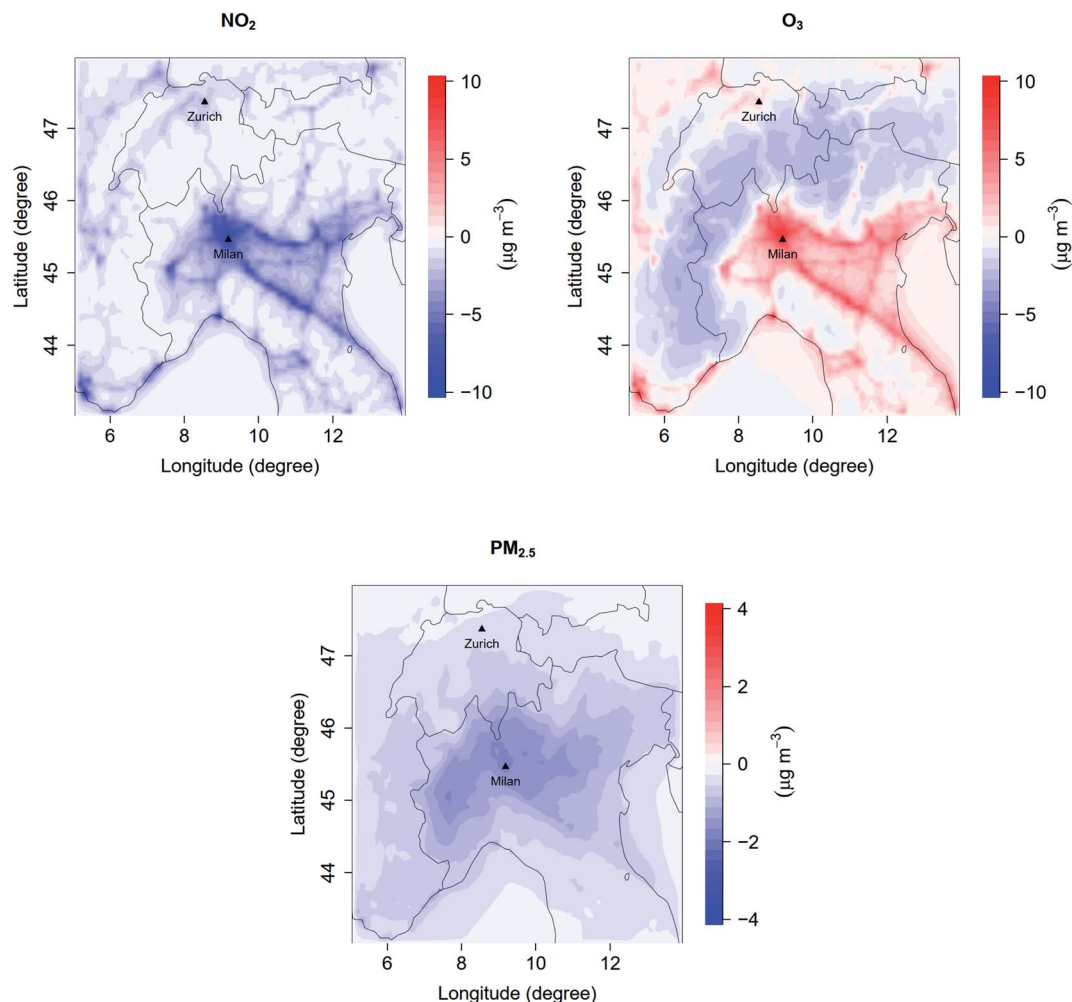 NO₂
47
46
45
44
Latitude (degree)
Zurich
Milan
6 8 10 12
Longitude (degree)
10
5
0
−5
−10
(µg m⁻³)
O₃
47
46
45
44
Latitude (degree)
Zurich
Milan
6 8 10 12
Longitude (degree)
10
5
0
−5
−10
(µg m⁻³)
PM₂.₅
47
46
45
44
Latitude (degree)
Zurich
Milan
6 8 10 12
Longitude (degree)
4
2
0
−2
−4
(µg m⁻³)